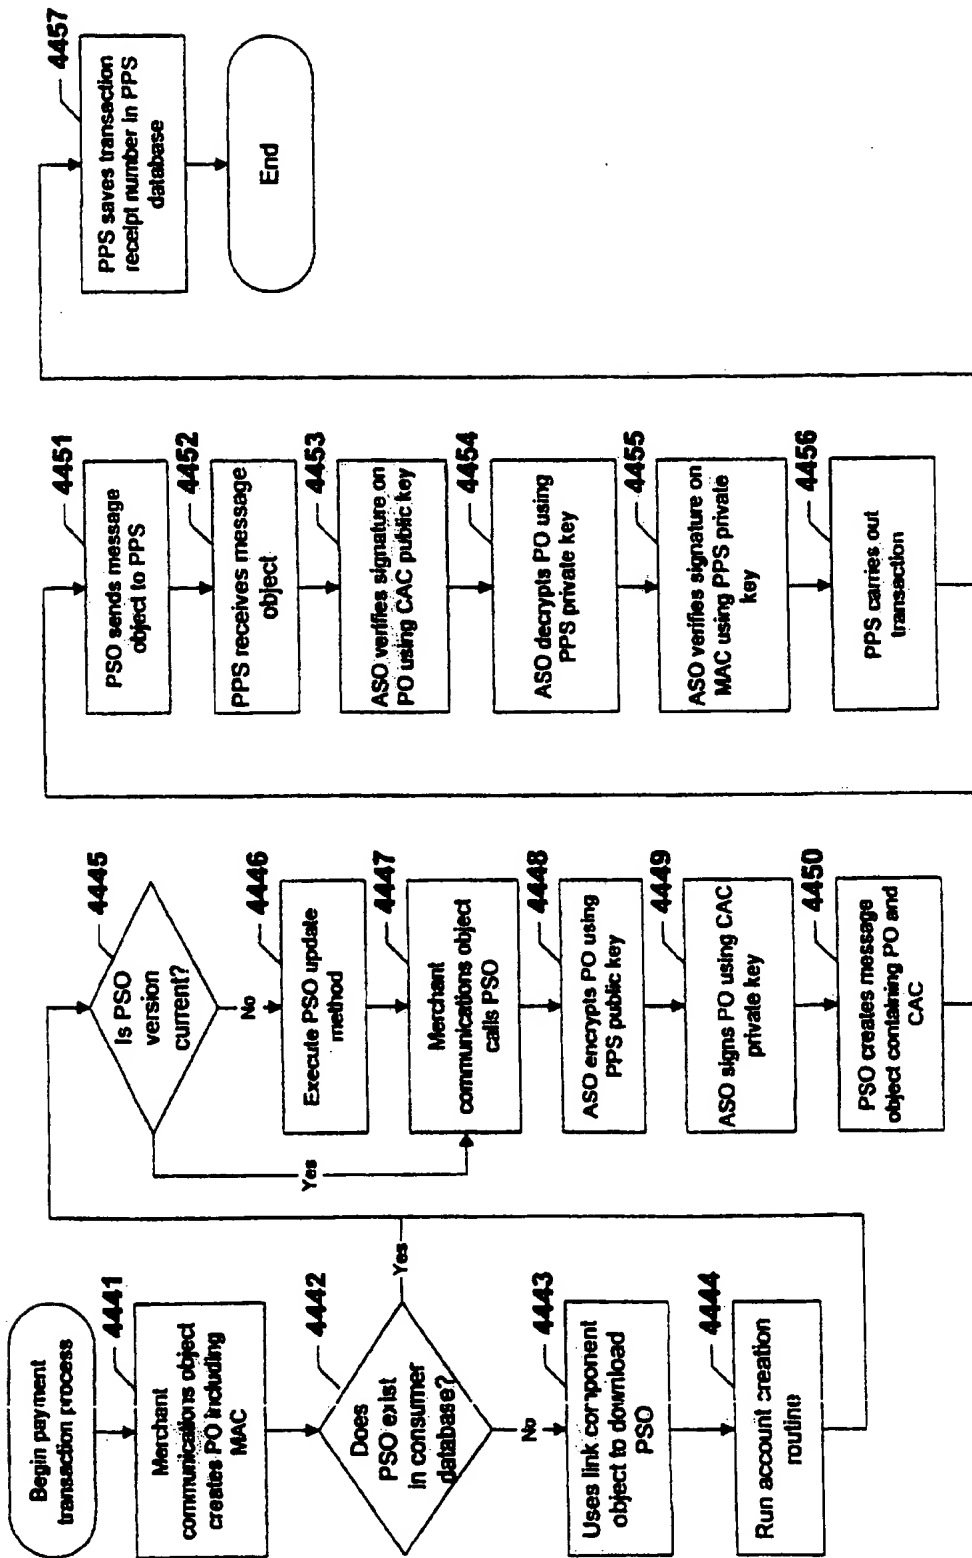 Begin payment
transaction process
4441
Merchant
communications object
creates PO including
MAC
4442
Does
PSO exist
in consumer
database?
Yes
No
4443
Uses link component
object to download
PSO
4444
Run account creation
routine
4445
Is PSO
version
current?
Yes
No
4446
Execute PSO update
method
4447
Merchant
communications object
calls PSO
4448
ASO encrypts PO using
PPS public key
4449
ASO signs PO using CAC
private key
4450
PSO creates message
object containing PO and
CAC
4451
PSO sends message
object to PPS
4452
PPS receives message
object
4453
ASO verifies signature on
PO using CAC public key
4454
ASO decrypts PO using
PPS private key
4455
ASO verifies signature on
MAC using PPS private
key
4456
PPS carries out
transaction
4457
PPS saves transaction
receipt number in PPS
database
End